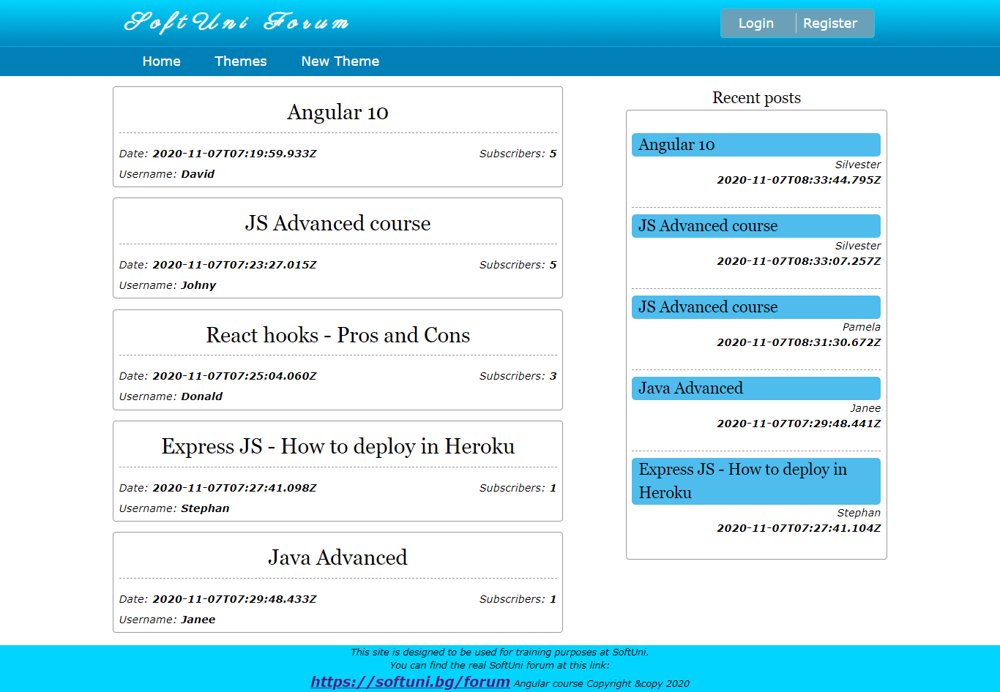 SoftUni Forum
Login Register
Home Themes New Theme
Angular 10
Date: 2020-11-07T07:19:59.933Z Subscribers: 5
Username: David
JS Advanced course
Date: 2020-11-07T07:23:27.015Z Subscribers: 5
Username: Johny
React hooks - Pros and Cons
Date: 2020-11-07T07:25:04.060Z Subscribers: 3
Username: Donald
Express JS - How to deploy in Heroku
Date: 2020-11-07T07:27:41.098Z Subscribers: 1
Username: Stephan
Java Advanced
Date: 2020-11-07T07:29:48.433Z Subscribers: 1
Username: Janee
Recent posts
Angular 10
Silvester
2020-11-07T08:33:44.795Z
JS Advanced course
Silvester
2020-11-07T08:33:07.257Z
JS Advanced course
Pamela
2020-11-07T08:31:30.672Z
Java Advanced
Janee
2020-11-07T07:29:48.441Z
Express JS - How to deploy in
Heroku
Stephan
2020-11-07T07:27:41.104Z
This site is designed to be used for training purposes at SoftUni.
You can find the real SoftUni forum at this link:
https://softuni.bg/forum Angular course Copyright &copy 2020